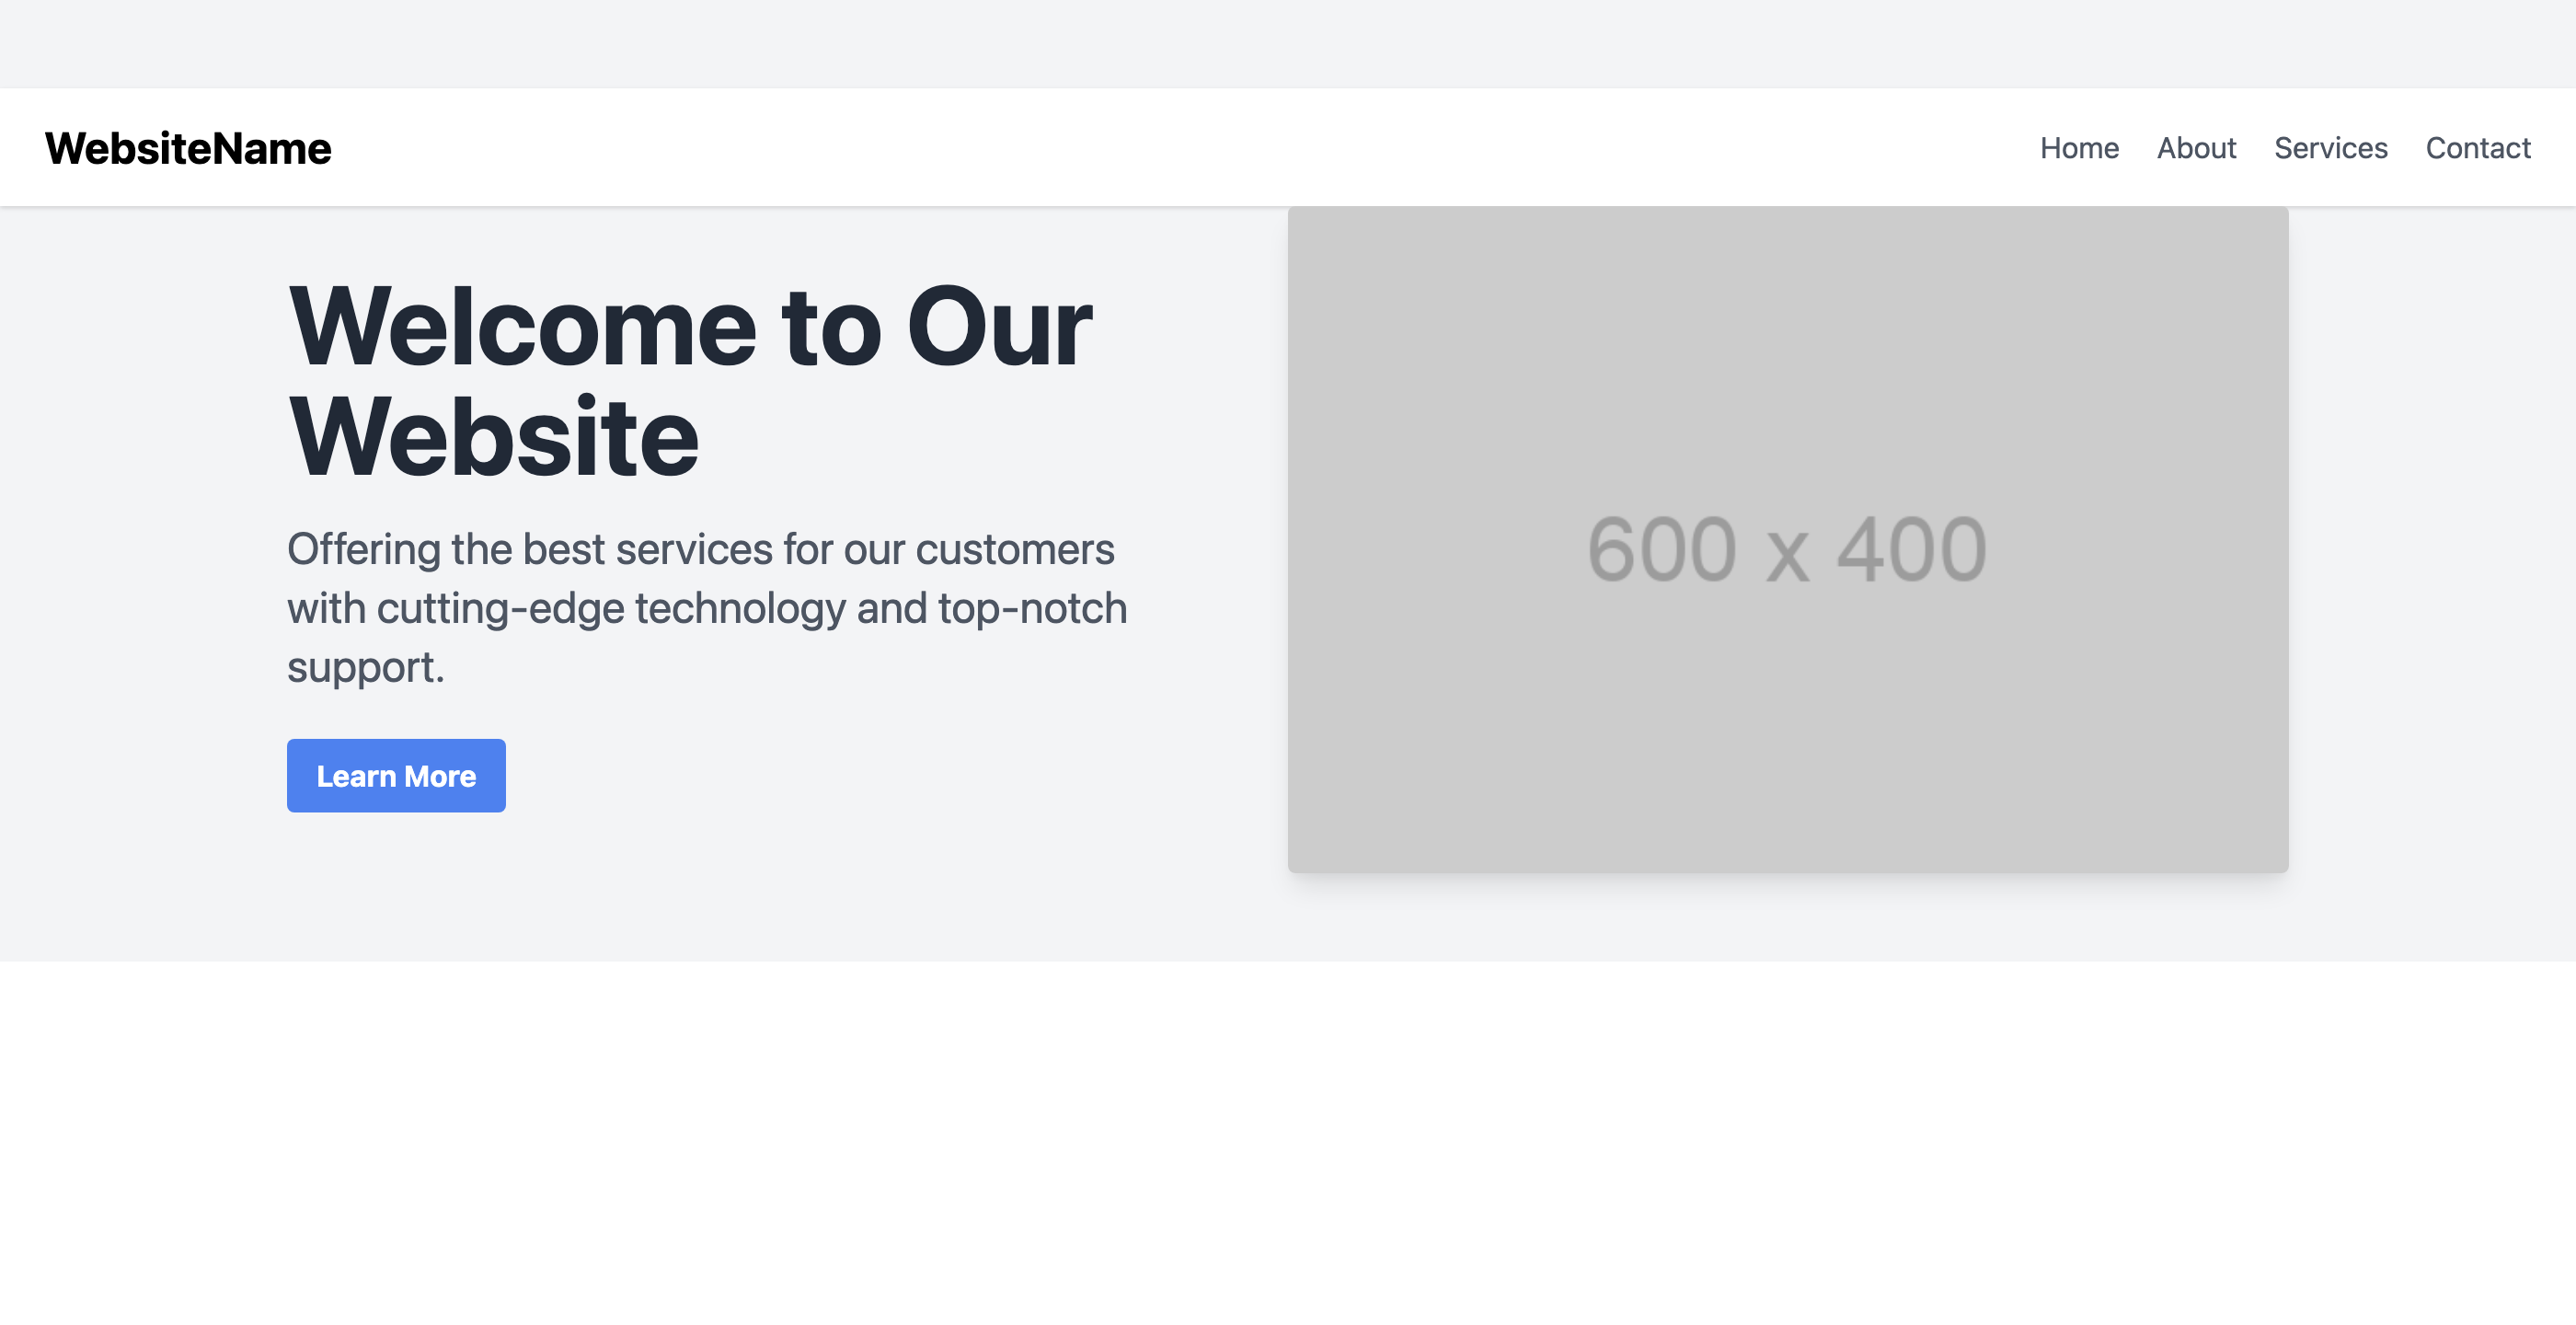 WebsiteName
Home About Services Contact
Welcome to Our
Website
Offering the best services for our customers
with cutting-edge technology and top-notch
support.
Learn More
600 x 400